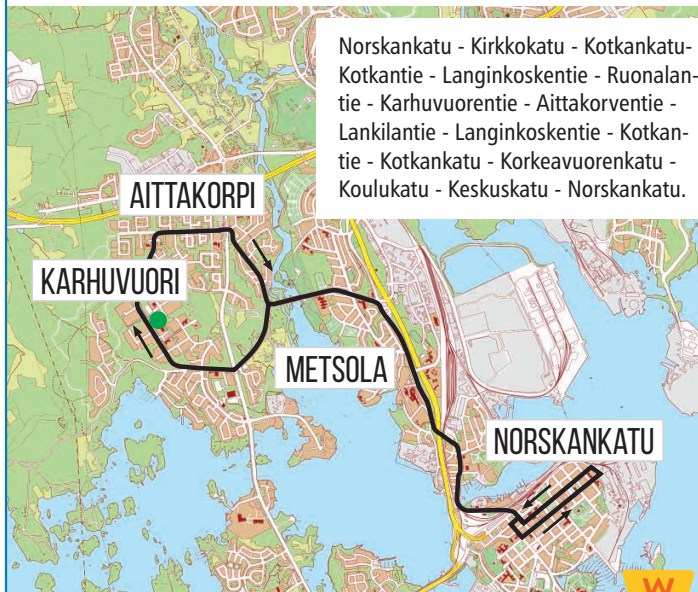 Norskankatu - Kirkkokatu - Kotkankatu-
Kotkantie - Langinkoskentie - Ruonalan-
tie - Karhuvuorentie - Aittakorventie -
Lankilantie - Langinkoskentie - Kotkan-
tie - Kotkankatu - Korkeavuorenkatu -
Koulukatu - Keskuskatu - Norskankatu.
AITTAKORPI
KARHUVUORI
METSOLA
NORSKANKATU
W